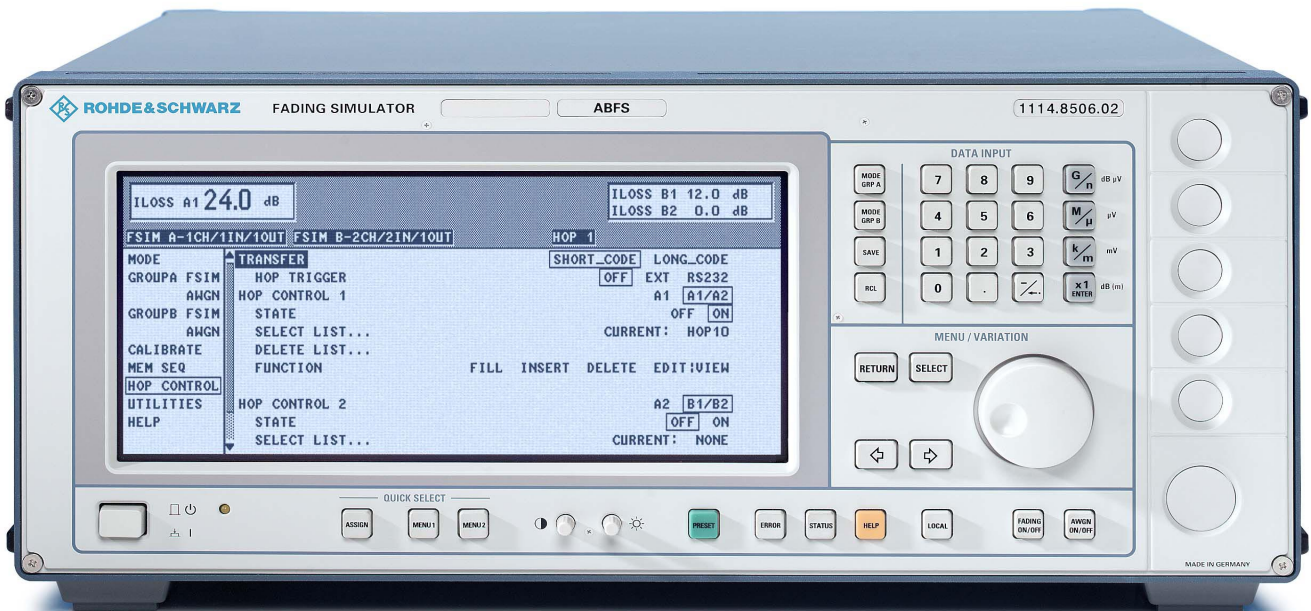 ROHDE&SCHWARZ FADING SIMULATOR ABFS 1114.8506.02
ILOSS A1 24.0 dB
ILOSS B1 12.0 dB
ILOSS B2 0.0 dB
FSIM A-1CH/1IN/1OUT FSIM B-2CH/2IN/1OUT HOP 1
MODE TRANSFER SHORT_CODE LONG_CODE
GROUPA FSIM HOP TRIGGER OFF EXT RS232
AWGN HOP CONTROL 1 A1 A1/A2
GROUPB FSIM STATE OFF ON
AWGN SELECT LIST... CURRENT: HOP10
CALIBRATE DELETE LIST...
MEM SEQ FUNCTION FILL INSERT DELETE EDIT:VIEW
HOP CONTROL
UTILITIES HOP CONTROL 2 A2 B1/B2
HELP STATE OFF ON
SELECT LIST... CURRENT: NONE
DATA INPUT
MODE GRP A 7 8 9 G/n dB µV
MODE GRP B 4 5 6 M/µ µV
SAVE 1 2 3 k/m mV
RCL 0 . -/←. x1 ENTER dB (m)
MENU / VARIATION
RETURN SELECT
QUICK SELECT
ASSIGN MENU 1 MENU 2
PRESET ERROR STATUS HELP LOCAL
FADING ON/OFF AWGN ON/OFF
MADE IN GERMANY